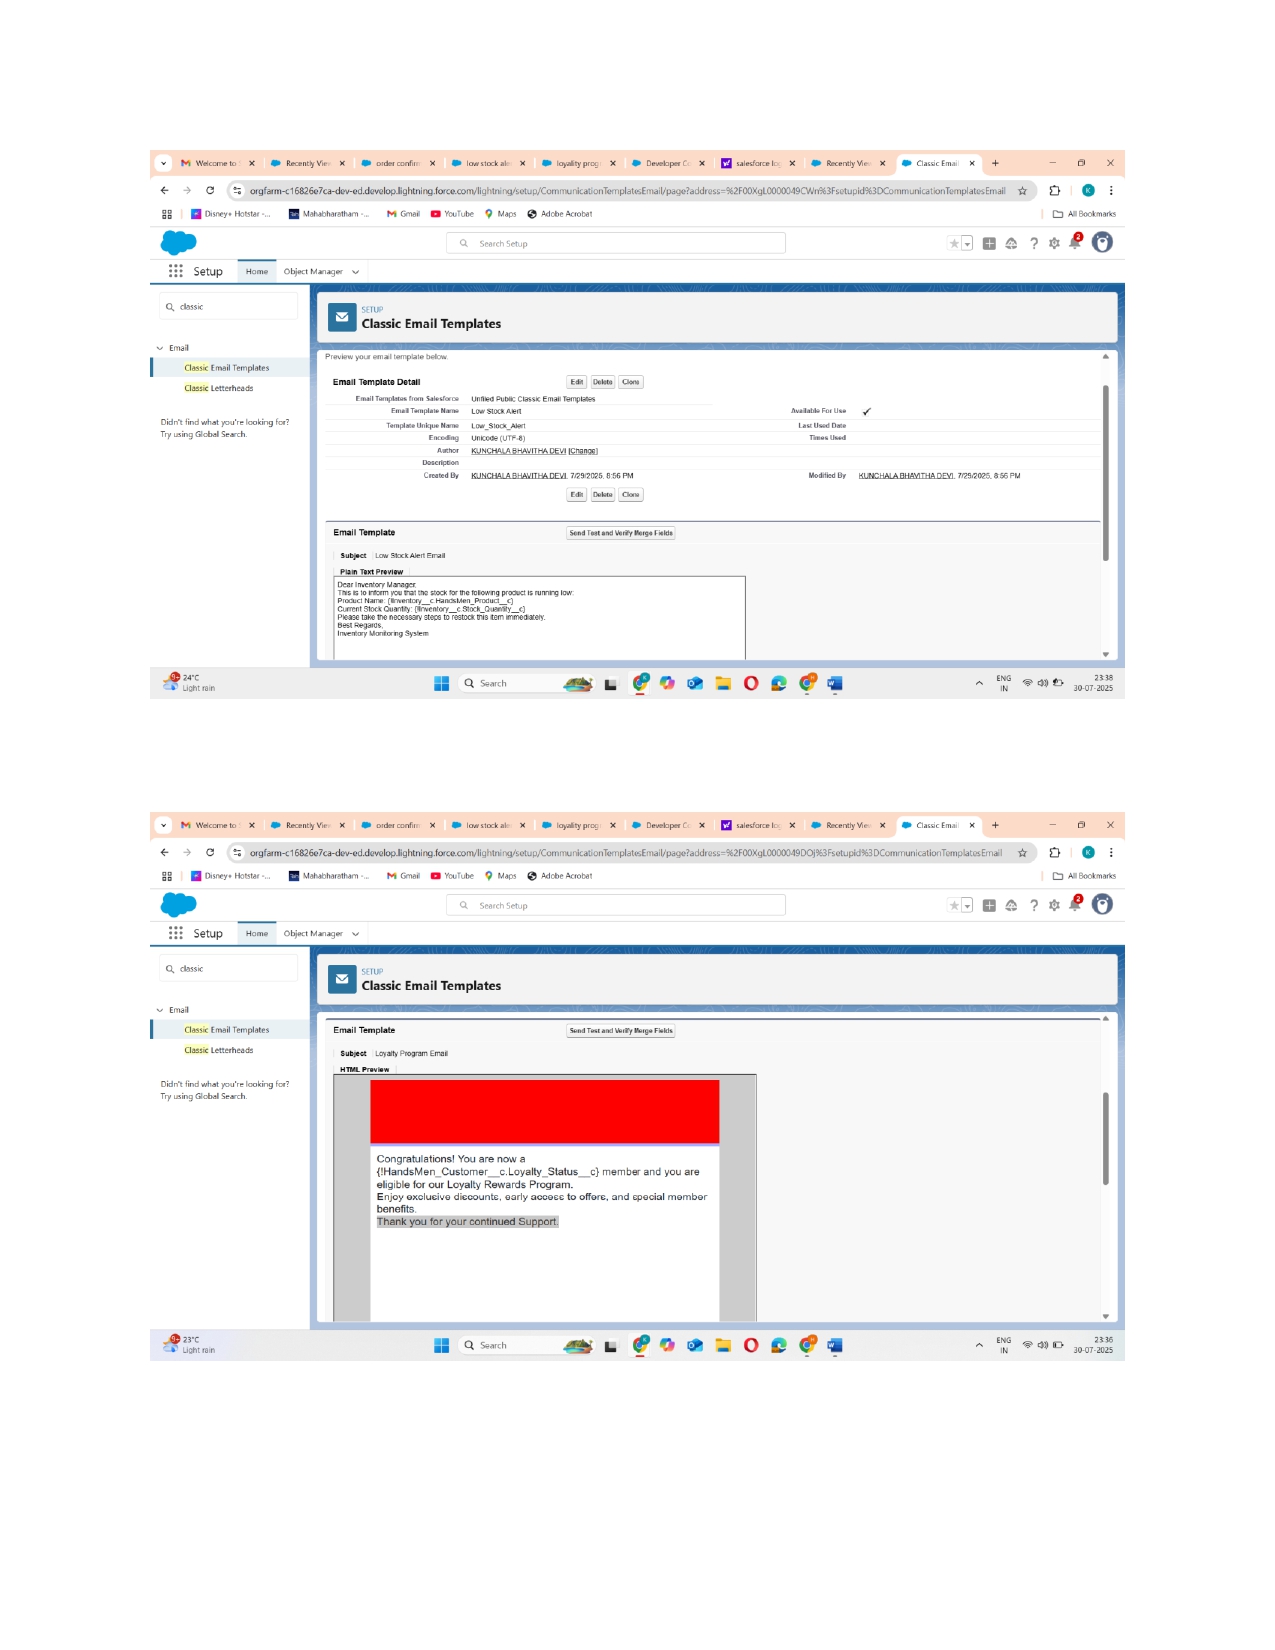 Welcome to Recently View order confirm low stock ale loyality prog Developer Co salesforce log Recently View Classic Email
orgfarm-c16826e7ca-dev-ed.develop.lightning.force.com/lightning/setup/CommunicationTemplatesEmail/page?address=%2F00XgL0000049CWn%3Fsetupid%3DCommunicationTemplatesEmail
Disney+ Hotstar -... Mahabharatham -... Gmail YouTube Maps Adobe Acrobat All Bookmarks
Search Setup 2
Setup Home Object Manager
classic
SETUP
Classic Email Templates
Email
Classic Email Templates
Classic Letterheads
Didn't find what you're looking for?
Try using Global Search.
Preview your email template below.
Email Template Detail Edit Delete Clone
Email Templates from Salesforce Unfiled Public Classic Email Templates
Email Template Name Low Stock Alert Available For Use ✓
Template Unique Name Low_Stock_Alert Last Used Date
Encoding Unicode (UTF-8) Times Used
Author KUNCHALA BHAVITHA DEVI [Change]
Description
Created By KUNCHALA BHAVITHA DEVI, 7/29/2025, 8:56 PM Modified By KUNCHALA BHAVITHA DEVI, 7/29/2025, 8:56 PM
Edit Delete Clone
Email Template Send Test and Verify Merge Fields
Subject Low Stock Alert Email
Plain Text Preview
Dear Inventory Manager,
This is to inform you that the stock for the following product is running low:
Product Name: {!Inventory__c.HandsMen_Product__c}
Current Stock Quantity: {!Inventory__c.Stock_Quantity__c}
Please take the necessary steps to restock this item immediately.
Best Regards,
Inventory Monitoring System
9+ 24°C
Light rain
Search
ENG
IN
23:38
30-07-2025
Welcome to Recently View order confirm low stock ale loyality prog Developer Co salesforce log Recently View Classic Email
orgfarm-c16826e7ca-dev-ed.develop.lightning.force.com/lightning/setup/CommunicationTemplatesEmail/page?address=%2F00XgL0000049DOj%3Fsetupid%3DCommunicationTemplatesEmail
Disney+ Hotstar -... Mahabharatham -... Gmail YouTube Maps Adobe Acrobat All Bookmarks
Search Setup 2
Setup Home Object Manager
classic
SETUP
Classic Email Templates
Email
Classic Email Templates
Classic Letterheads
Didn't find what you're looking for?
Try using Global Search.
Email Template Send Test and Verify Merge Fields
Subject Loyalty Program Email
HTML Preview
Congratulations! You are now a
{!HandsMen_Customer__c.Loyalty_Status__c} member and you are
eligible for our Loyalty Rewards Program.
Enjoy exclusive discounts, early access to offers, and special member
benefits.
Thank you for your continued Support.
9+ 23°C
Light rain
Search
ENG
IN
23:36
30-07-2025